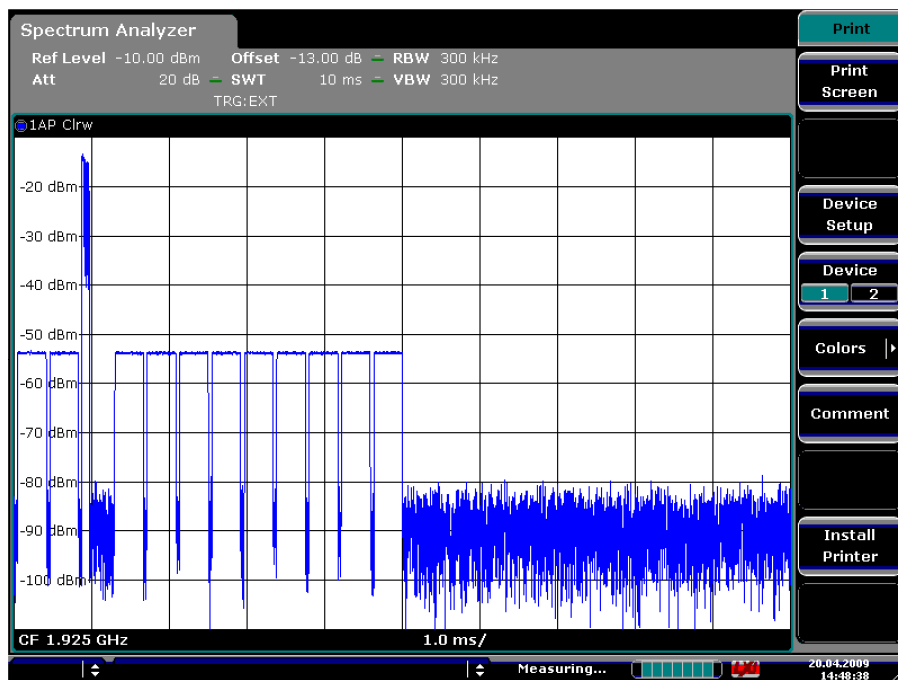 Spectrum Analyzer
Ref Level -10.00 dBm Offset -13.00 dB RBW 300 kHz
Att 20 dB SWT 10 ms VBW 300 kHz
TRG:EXT
1AP Clrw
-20 dBm
-30 dBm
-40 dBm
-50 dBm
-60 dBm
-70 dBm
-80 dBm
-90 dBm
-100 dBm
CF 1.925 GHz 1.0 ms/
Measuring...
20.04.2009
14:48:38
Print
Print
Screen
Device
Setup
Device
1 2
Colors
Comment
Install
Printer